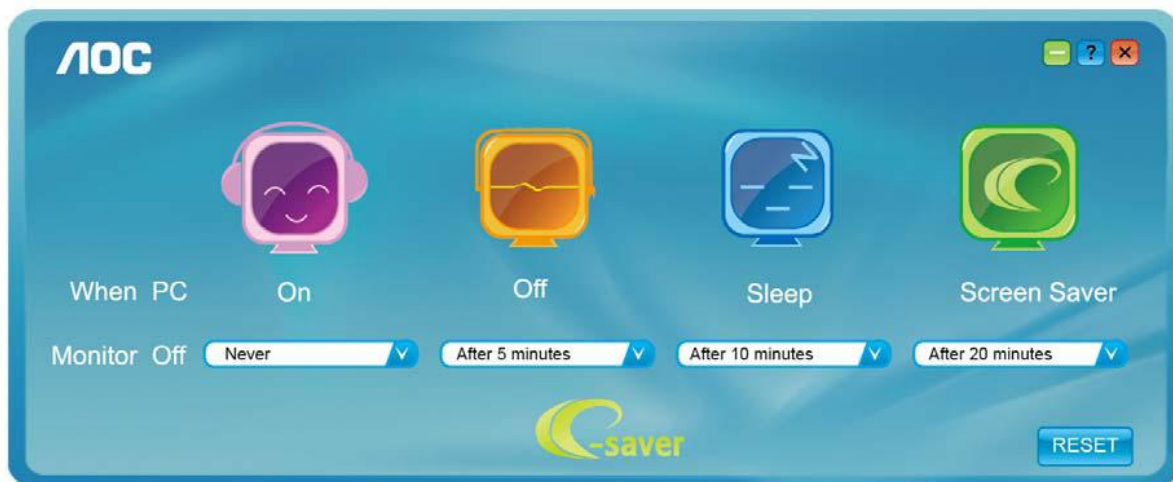 AOC
?
When PC On Off Sleep Screen Saver
Monitor Off Never After 5 minutes After 10 minutes After 20 minutes
e-saver
RESET